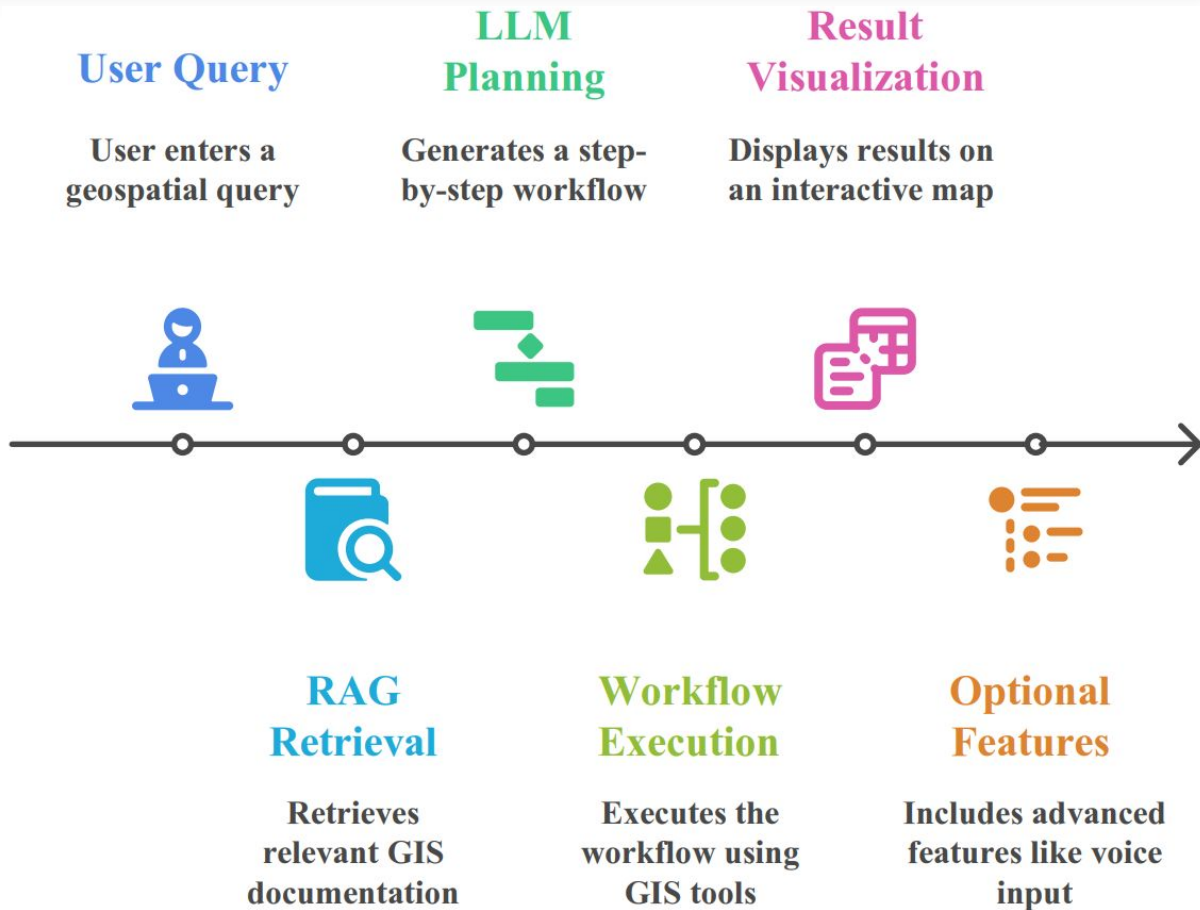 User Query
User enters a
geospatial query
LLM
Planning
Generates a step-
by-step workflow
Result
Visualization
Displays results on
an interactive map
RAG
Retrieval
Retrieves
relevant GIS
documentation
Workflow
Execution
Executes the
workflow using
GIS tools
Optional
Features
Includes advanced
features like voice
input